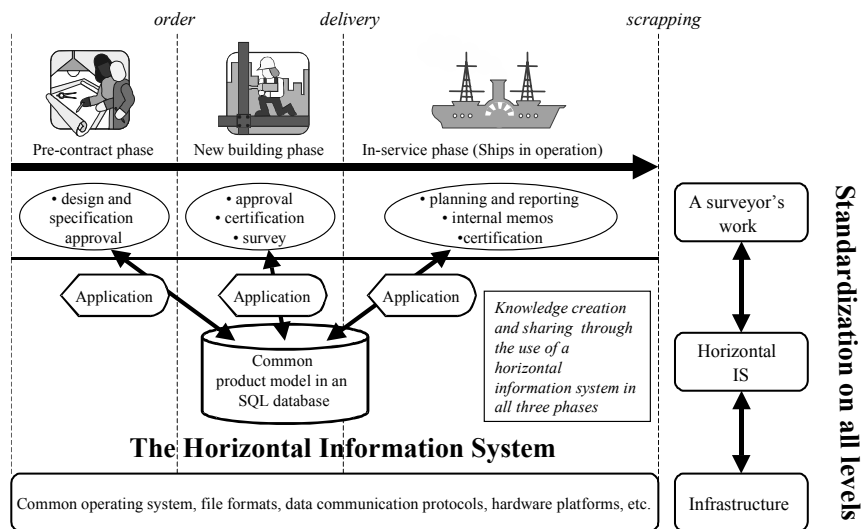 order
delivery
scrapping
Pre-contract phase
New building phase
In-service phase (Ships in operation)
• design and
specification
approval
• approval
• certification
• survey
• planning and reporting
• internal memos
•certification
A surveyor's
work
Application
Application
Application
Knowledge creation
and sharing through
the use of a
horizontal
information system in
all three phases
Common
product model in an
SQL database
Horizontal
IS
The Horizontal Information System
Common operating system, file formats, data communication protocols, hardware platforms, etc.
Infrastructure
Standardization on all levels